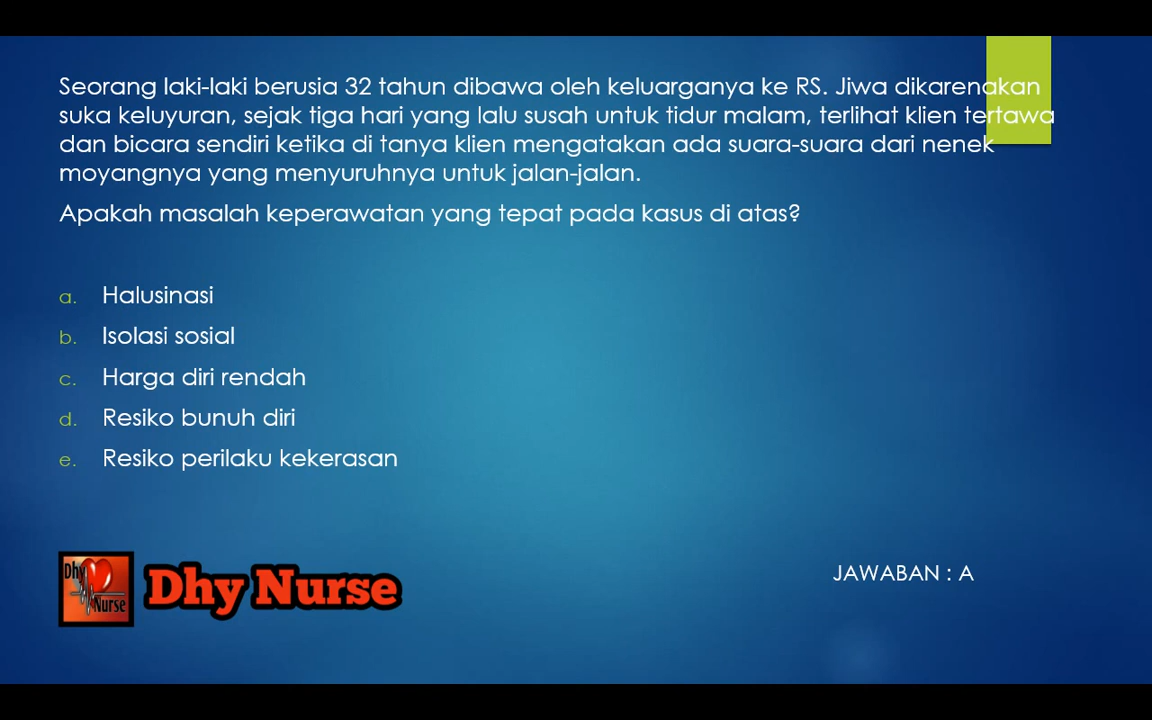 Seorang laki-laki berusia 32 tahun dibawa oleh keluarganya ke RS. Jiwa dikarenakan
suka keluyuran, sejak tiga hari yang lalu susah untuk tidur malam, terlihat klien tertawa
dan bicara sendiri ketika di tanya klien mengatakan ada suara-suara dari nenek
moyangnya yang menyuruhnya untuk jalan-jalan.
Apakah masalah keperawatan yang tepat pada kasus di atas?
a. Halusinasi
b. Isolasi sosial
c. Harga diri rendah
d. Resiko bunuh diri
e. Resiko perilaku kekerasan
Dhy Nurse
Dhy Nurse
JAWABAN : A